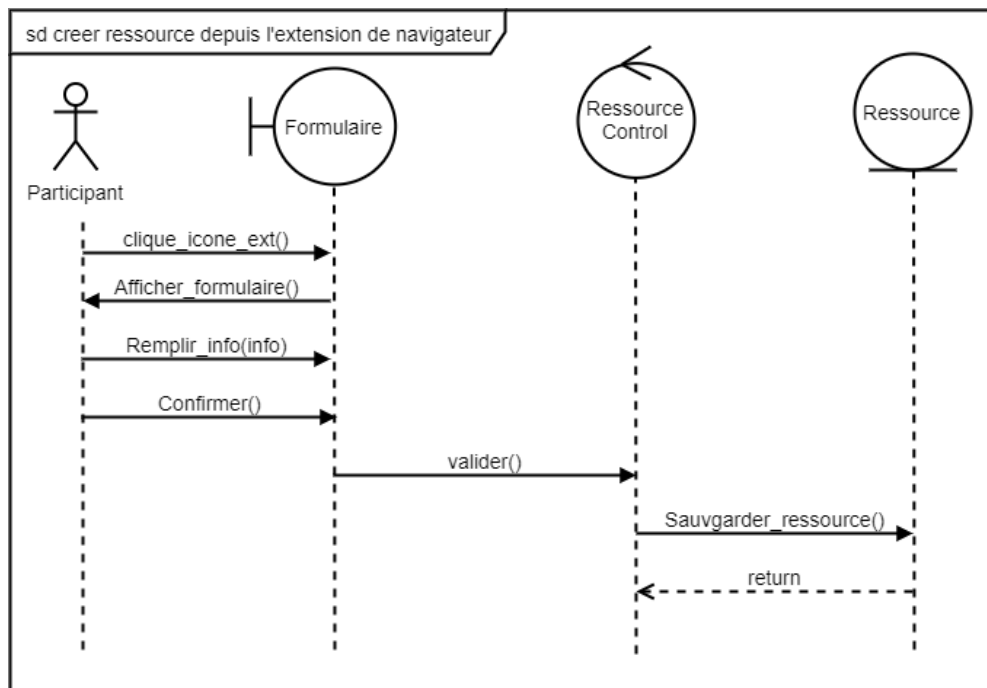 sd creer ressource depuis l'extension de navigateur
Participant
Formulaire
Ressource
Control
Ressource
clique_icone_ext()
Afficher_formulaire()
Remplir_info(info)
Confirmer()
valider()
Sauvgarder_ressource()
return